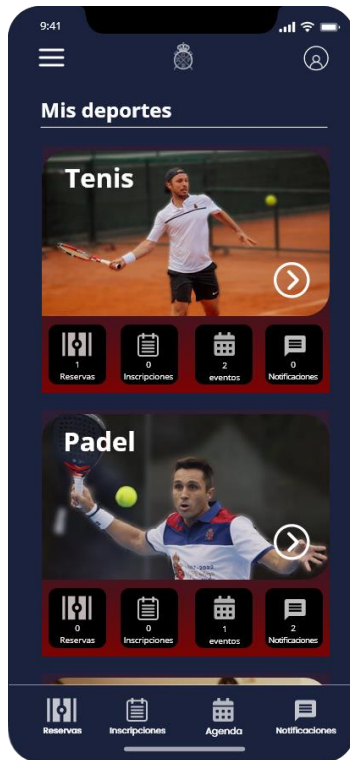 9:41
Mis deportes
Tenis
1
Reservas
0
Inscripciones
2
eventos
0
Notificaciones
Padel
0
Reservas
0
Inscripciones
1
eventos
2
Notificaciones
Reservas
Inscripciones
Agenda
Notificaciones